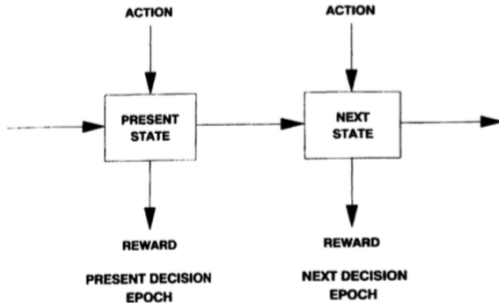 ACTION
ACTION
PRESENT
STATE
NEXT
STATE
REWARD
REWARD
PRESENT DECISION
EPOCH
NEXT DECISION
EPOCH